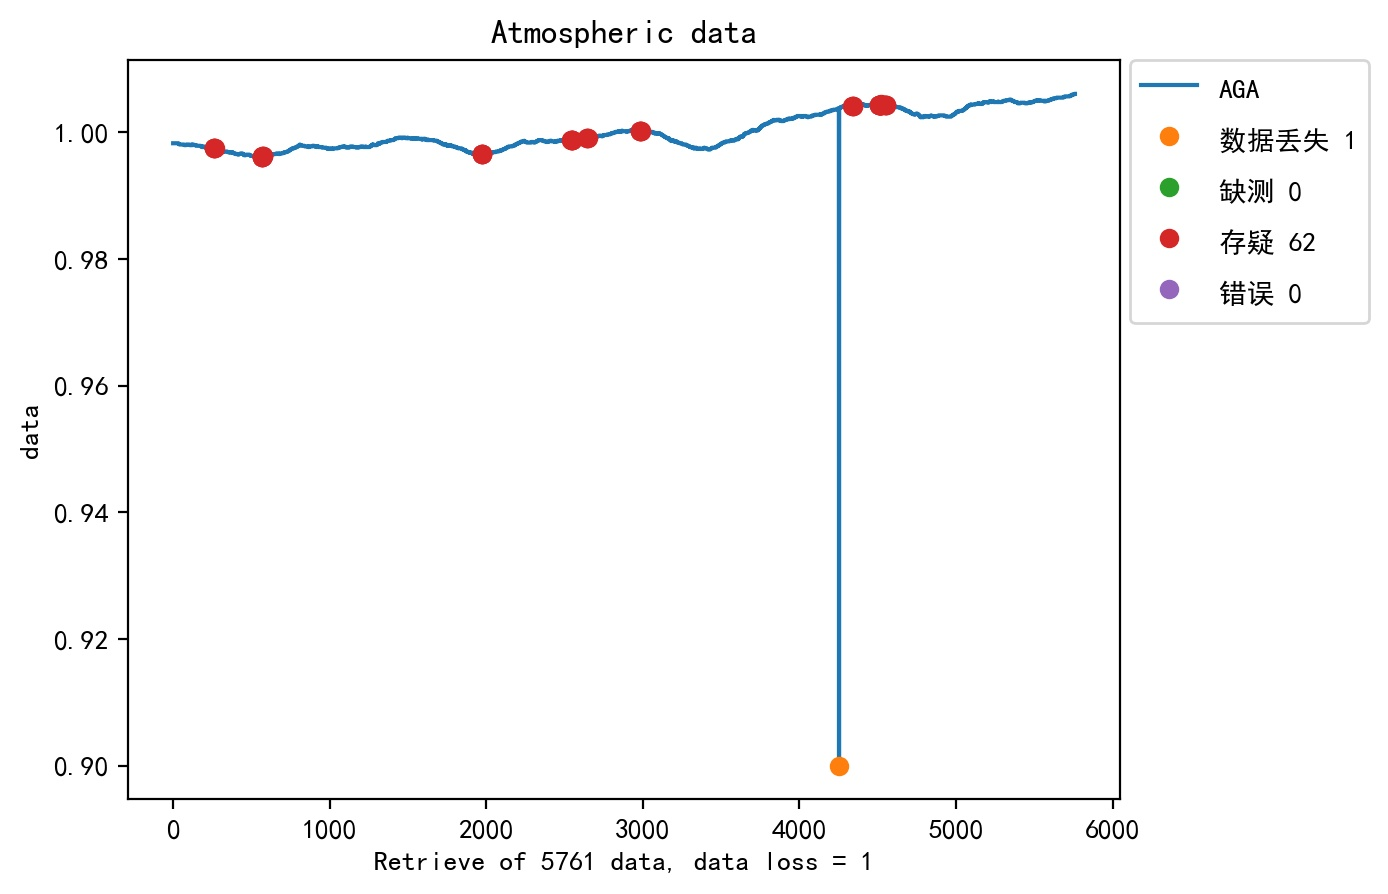 Atmospheric data
AGA
数据丢失 1
缺测 0
存疑 62
错误 0
1.00
0.98
0.96
0.94
0.92
0.90
data
0 1000 2000 3000 4000 5000 6000
Retrieve of 5761 data, data loss = 1